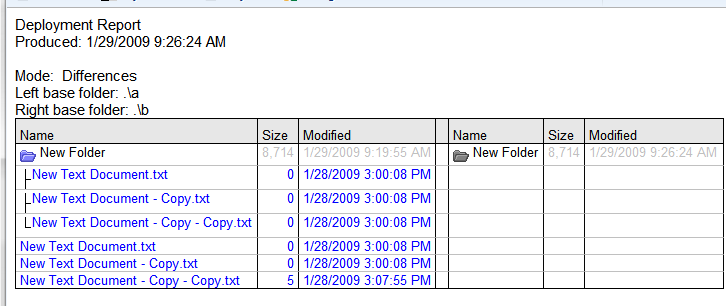 Deployment Report
Produced: 1/29/2009 9:26:24 AM
Mode: Differences
Left base folder: .\a
Right base folder: .\b
Name Size Modified Name Size Modified
New Folder 8,714 1/29/2009 9:19:55 AM New Folder 8,714 1/29/2009 9:26:24 AM
New Text Document.txt 0 1/28/2009 3:00:08 PM
New Text Document - Copy.txt 0 1/28/2009 3:00:08 PM
New Text Document - Copy - Copy.txt 0 1/28/2009 3:00:08 PM
New Text Document.txt 0 1/28/2009 3:00:08 PM
New Text Document - Copy.txt 0 1/28/2009 3:00:08 PM
New Text Document - Copy - Copy.txt 5 1/28/2009 3:07:55 PM